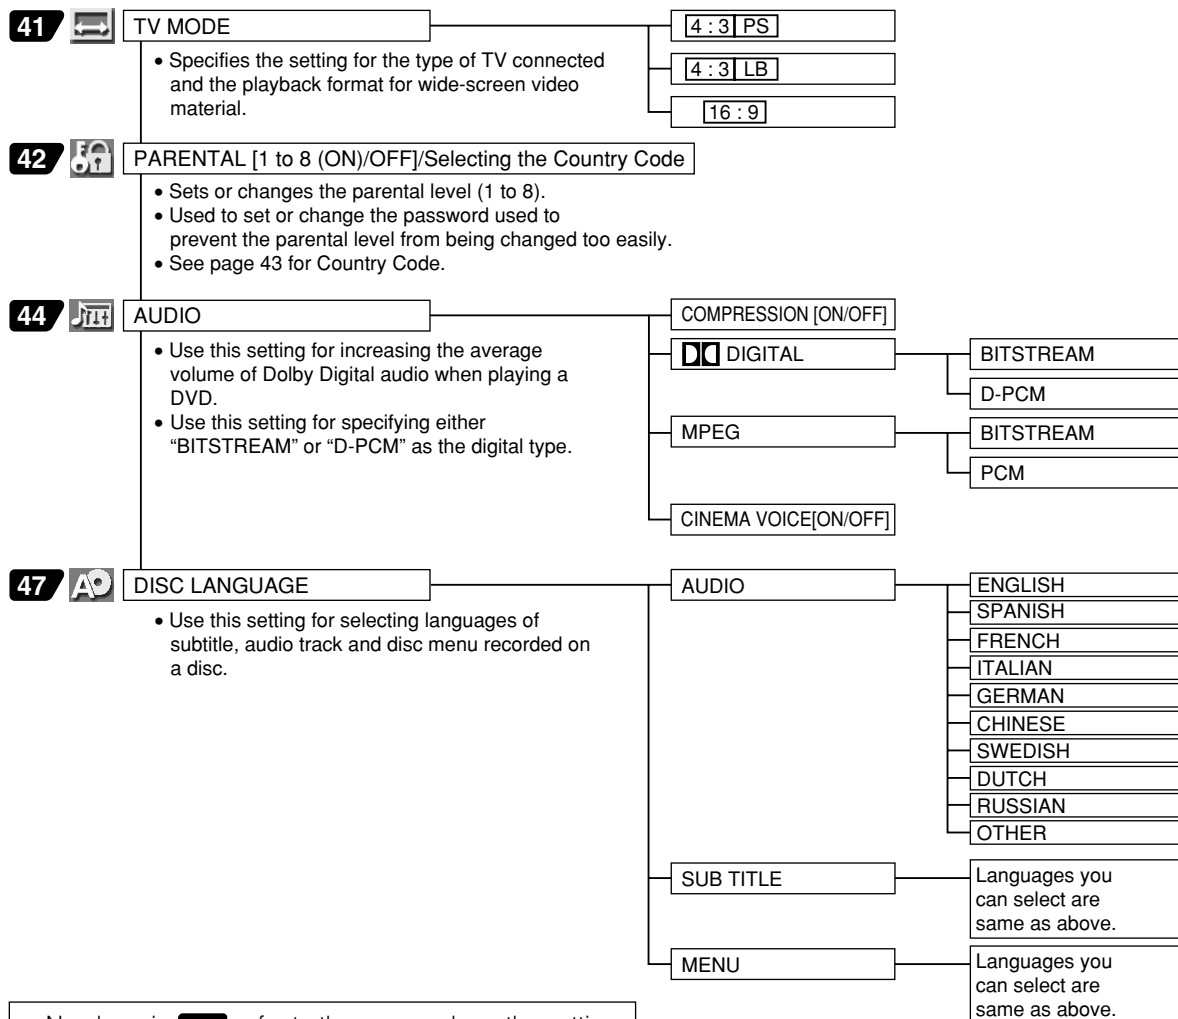 41 TV MODE
4 : 3 PS
• Specifies the setting for the type of TV connected
and the playback format for wide-screen video
material.
4 : 3 LB
16 : 9
42 PARENTAL [1 to 8 (ON)/OFF]/Selecting the Country Code
• Sets or changes the parental level (1 to 8).
• Used to set or change the password used to
prevent the parental level from being changed too easily.
• See page 43 for Country Code.
44 AUDIO
• Use this setting for increasing the average
volume of Dolby Digital audio when playing a
DVD.
• Use this setting for specifying either
“BITSTREAM” or “D-PCM” as the digital type.
COMPRESSION [ON/OFF]
DIGITAL
BITSTREAM
D-PCM
MPEG
BITSTREAM
PCM
CINEMA VOICE[ON/OFF]
47 DISC LANGUAGE
• Use this setting for selecting languages of
subtitle, audio track and disc menu recorded on
a disc.
AUDIO
ENGLISH
SPANISH
FRENCH
ITALIAN
GERMAN
CHINESE
SWEDISH
DUTCH
RUSSIAN
OTHER
SUB TITLE
Languages you
can select are
same as above.
MENU
Languages you
can select are
same as above.